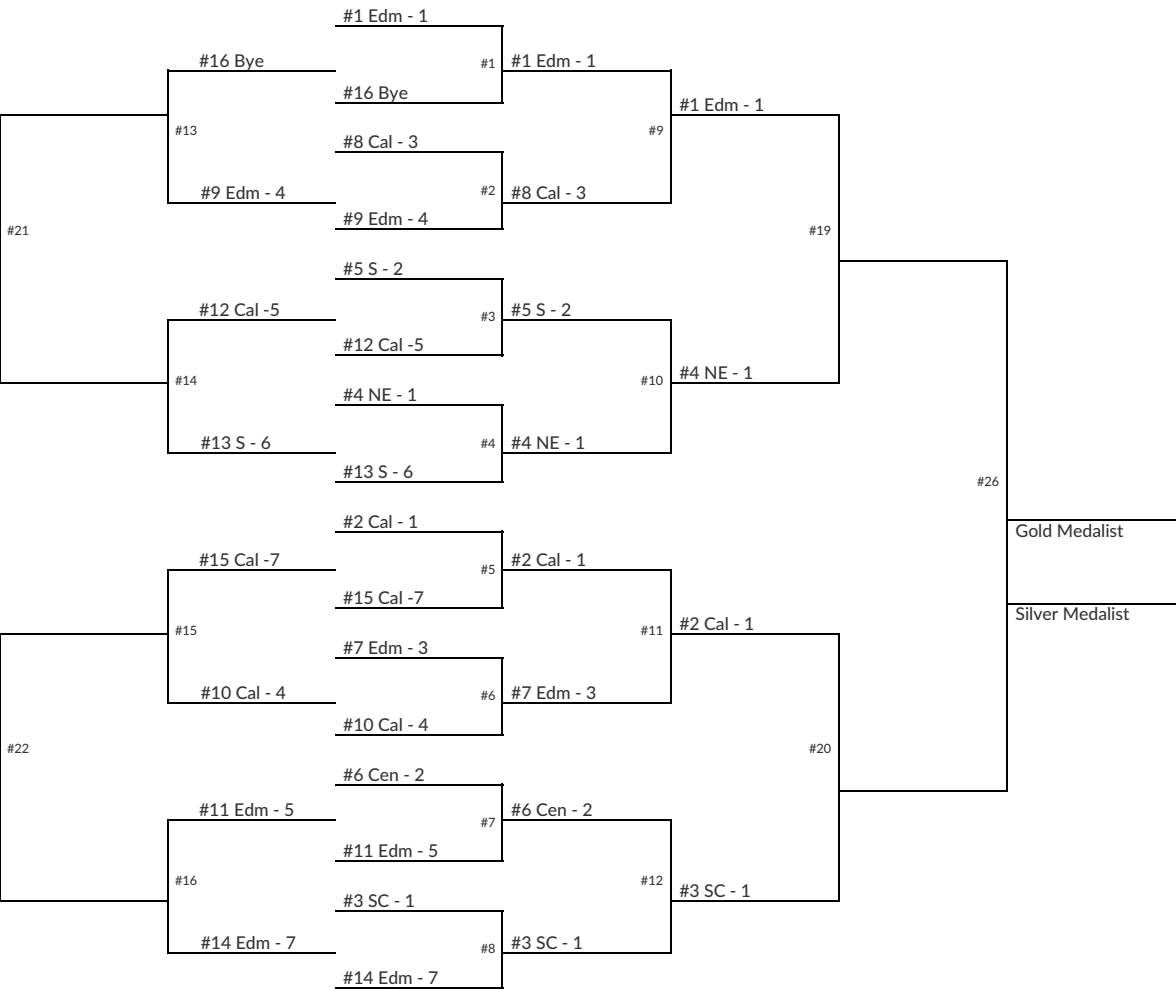 #1 Edm - 1
#16 Bye
#1
#1 Edm - 1
#16 Bye
#1 Edm - 1
#13
#9
#8 Cal - 3
#9 Edm - 4
#2
#8 Cal - 3
#9 Edm - 4
#21
#19
#5 S - 2
#12 Cal -5
#3
#5 S - 2
#12 Cal -5
#4 NE - 1
#14
#10
#4 NE - 1
#13 S - 6
#4
#4 NE - 1
#13 S - 6
#26
#2 Cal - 1
Gold Medalist
#15 Cal -7
#5
#2 Cal - 1
#15 Cal -7
Silver Medalist
#2 Cal - 1
#15
#11
#7 Edm - 3
#10 Cal - 4
#6
#7 Edm - 3
#10 Cal - 4
#22
#20
#6 Cen - 2
#11 Edm - 5
#7
#6 Cen - 2
#11 Edm - 5
#16
#12
#3 SC - 1
#3 SC - 1
#14 Edm - 7
#8
#3 SC - 1
#14 Edm - 7